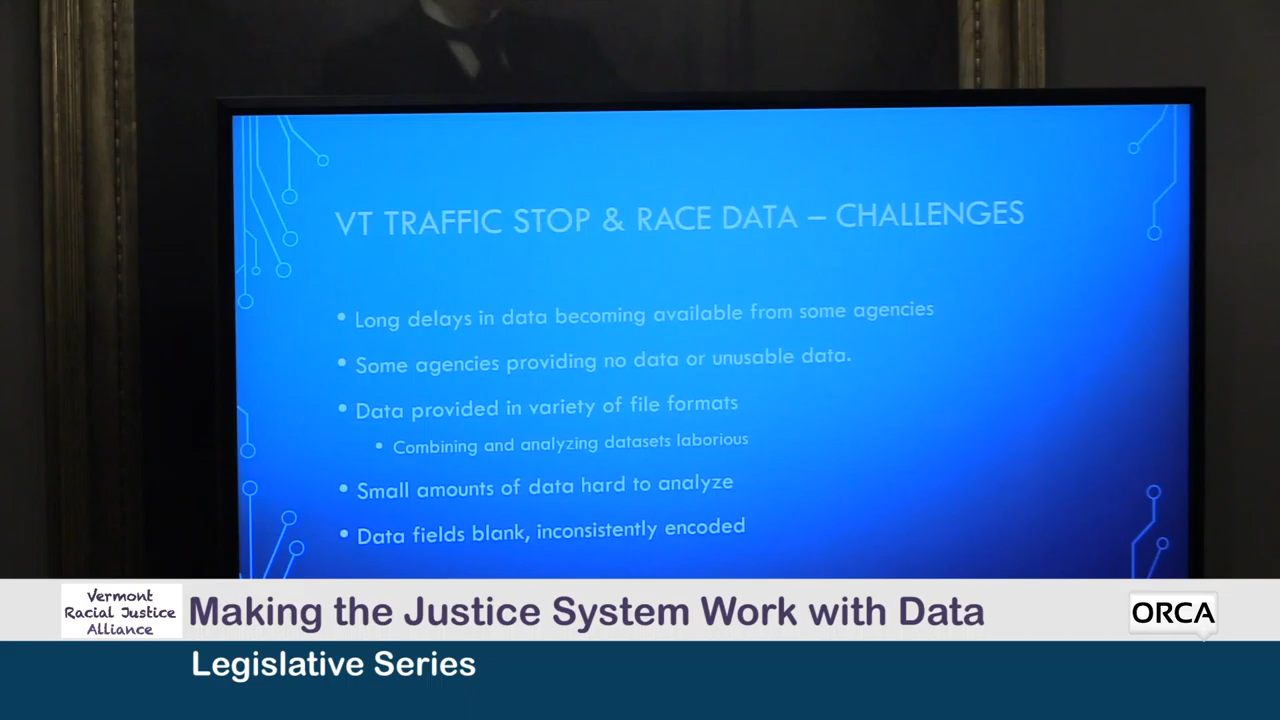 VT TRAFFIC STOP & RACE DATA – CHALLENGES
• Long delays in data becoming available from some agencies
• Some agencies providing no data or unusable data.
• Data provided in variety of file formats
• Combining and analyzing datasets laborious
• Small amounts of data hard to analyze
• Data fields blank, inconsistently encoded
Vermont
Racial Justice
Alliance
Making the Justice System Work with Data
ORCA
Legislative Series